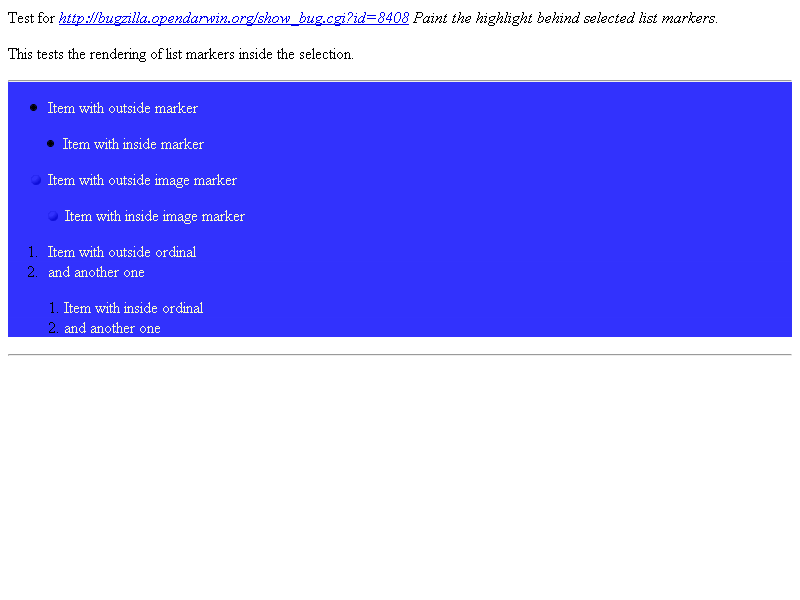 Test for http://bugzilla.opendarwin.org/show_bug.cgi?id=8408 Paint the highlight behind selected list markers.
This tests the rendering of list markers inside the selection.
Item with outside marker
Item with inside marker
Item with outside image marker
Item with inside image marker
1. Item with outside ordinal
2. and another one
1. Item with inside ordinal
2. and another one